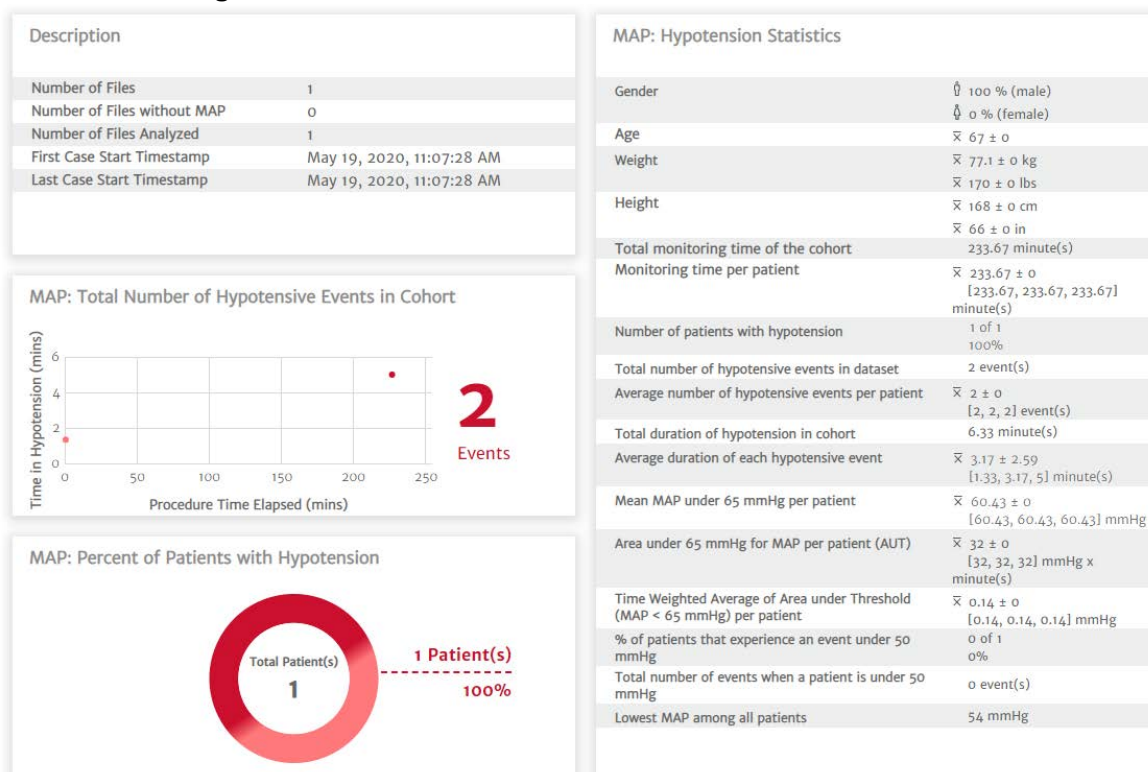 Description
Number of Files 1
Number of Files without MAP 0
Number of Files Analyzed 1
First Case Start Timestamp May 19, 2020, 11:07:28 AM
Last Case Start Timestamp May 19, 2020, 11:07:28 AM
MAP: Total Number of Hypotensive Events in Cohort
Time in Hypotension (mins)
6
4
2
0
0 50 100 150 200 250
Procedure Time Elapsed (mins)
2
Events
MAP: Percent of Patients with Hypotension
Total Patient(s)
1
1 Patient(s)
100%
MAP: Hypotension Statistics
Gender 100 % (male)
0 % (female)
Age x̅ 67 ± 0
Weight x̅ 77.1 ± 0 kg
x̅ 170 ± 0 lbs
Height x̅ 168 ± 0 cm
x̅ 66 ± 0 in
Total monitoring time of the cohort 233.67 minute(s)
Monitoring time per patient x̅ 233.67 ± 0
[233.67, 233.67, 233.67]
minute(s)
Number of patients with hypotension 1 of 1
100%
Total number of hypotensive events in dataset 2 event(s)
Average number of hypotensive events per patient x̅ 2 ± 0
[2, 2, 2] event(s)
Total duration of hypotension in cohort 6.33 minute(s)
Average duration of each hypotensive event x̅ 3.17 ± 2.59
[1.33, 3.17, 5] minute(s)
Mean MAP under 65 mmHg per patient x̅ 60.43 ± 0
[60.43, 60.43, 60.43] mmHg
Area under 65 mmHg for MAP per patient (AUT) x̅ 32 ± 0
[32, 32, 32] mmHg x
minute(s)
Time Weighted Average of Area under Threshold x̅ 0.14 ± 0
(MAP < 65 mmHg) per patient [0.14, 0.14, 0.14] mmHg
% of patients that experience an event under 50 0 of 1
mmHg 0%
Total number of events when a patient is under 50 0 event(s)
mmHg
Lowest MAP among all patients 54 mmHg